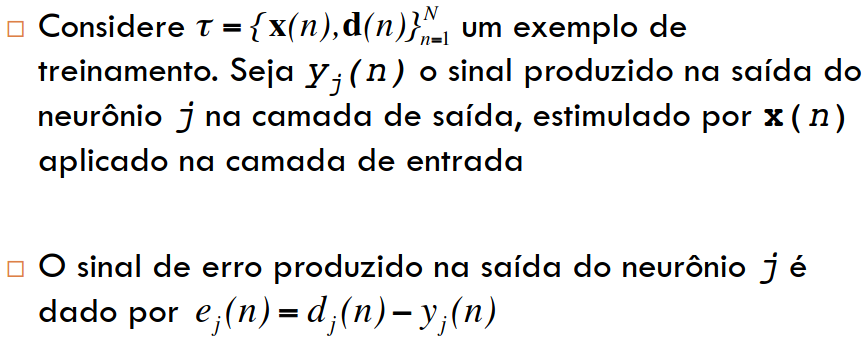 □ Considere τ = {x(n),d(n)}ᴺₙ₌₁ um exemplo de
treinamento. Seja yⱼ(n) o sinal produzido na saída do
neurônio j na camada de saída, estimulado por x(n)
aplicado na camada de entrada
□ O sinal de erro produzido na saída do neurônio j é
dado por eⱼ(n) = dⱼ(n) − yⱼ(n)